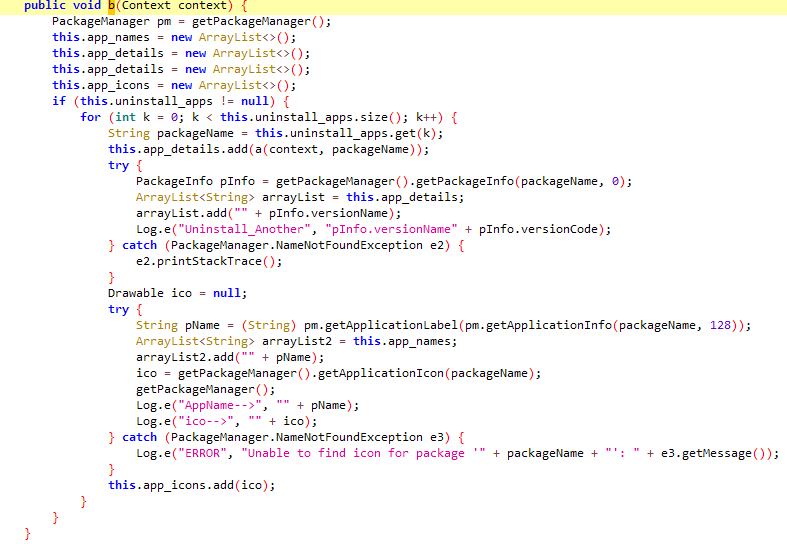 public void b(Context context) {
    PackageManager pm = getPackageManager();
    this.app_names = new ArrayList<>();
    this.app_details = new ArrayList<>();
    this.app_details = new ArrayList<>();
    this.app_icons = new ArrayList<>();
    if (this.uninstall_apps != null) {
        for (int k = 0; k < this.uninstall_apps.size(); k++) {
            String packageName = this.uninstall_apps.get(k);
            this.app_details.add(a(context, packageName));
            try {
                PackageInfo pInfo = getPackageManager().getPackageInfo(packageName, 0);
                ArrayList<String> arrayList = this.app_details;
                arrayList.add("" + pInfo.versionName);
                Log.e("Uninstall_Another", "pInfo.versionName" + pInfo.versionCode);
            } catch (PackageManager.NameNotFoundException e2) {
                e2.printStackTrace();
            }
            Drawable ico = null;
            try {
                String pName = (String) pm.getApplicationLabel(pm.getApplicationInfo(packageName, 128));
                ArrayList<String> arrayList2 = this.app_names;
                arrayList2.add("" + pName);
                ico = getPackageManager().getApplicationIcon(packageName);
                getPackageManager();
                Log.e("AppName-->", "" + pName);
                Log.e("ico-->", "" + ico);
            } catch (PackageManager.NameNotFoundException e3) {
                Log.e("ERROR", "Unable to find icon for package '" + packageName + "': " + e3.getMessage());
            }
            this.app_icons.add(ico);
        }
    }
}